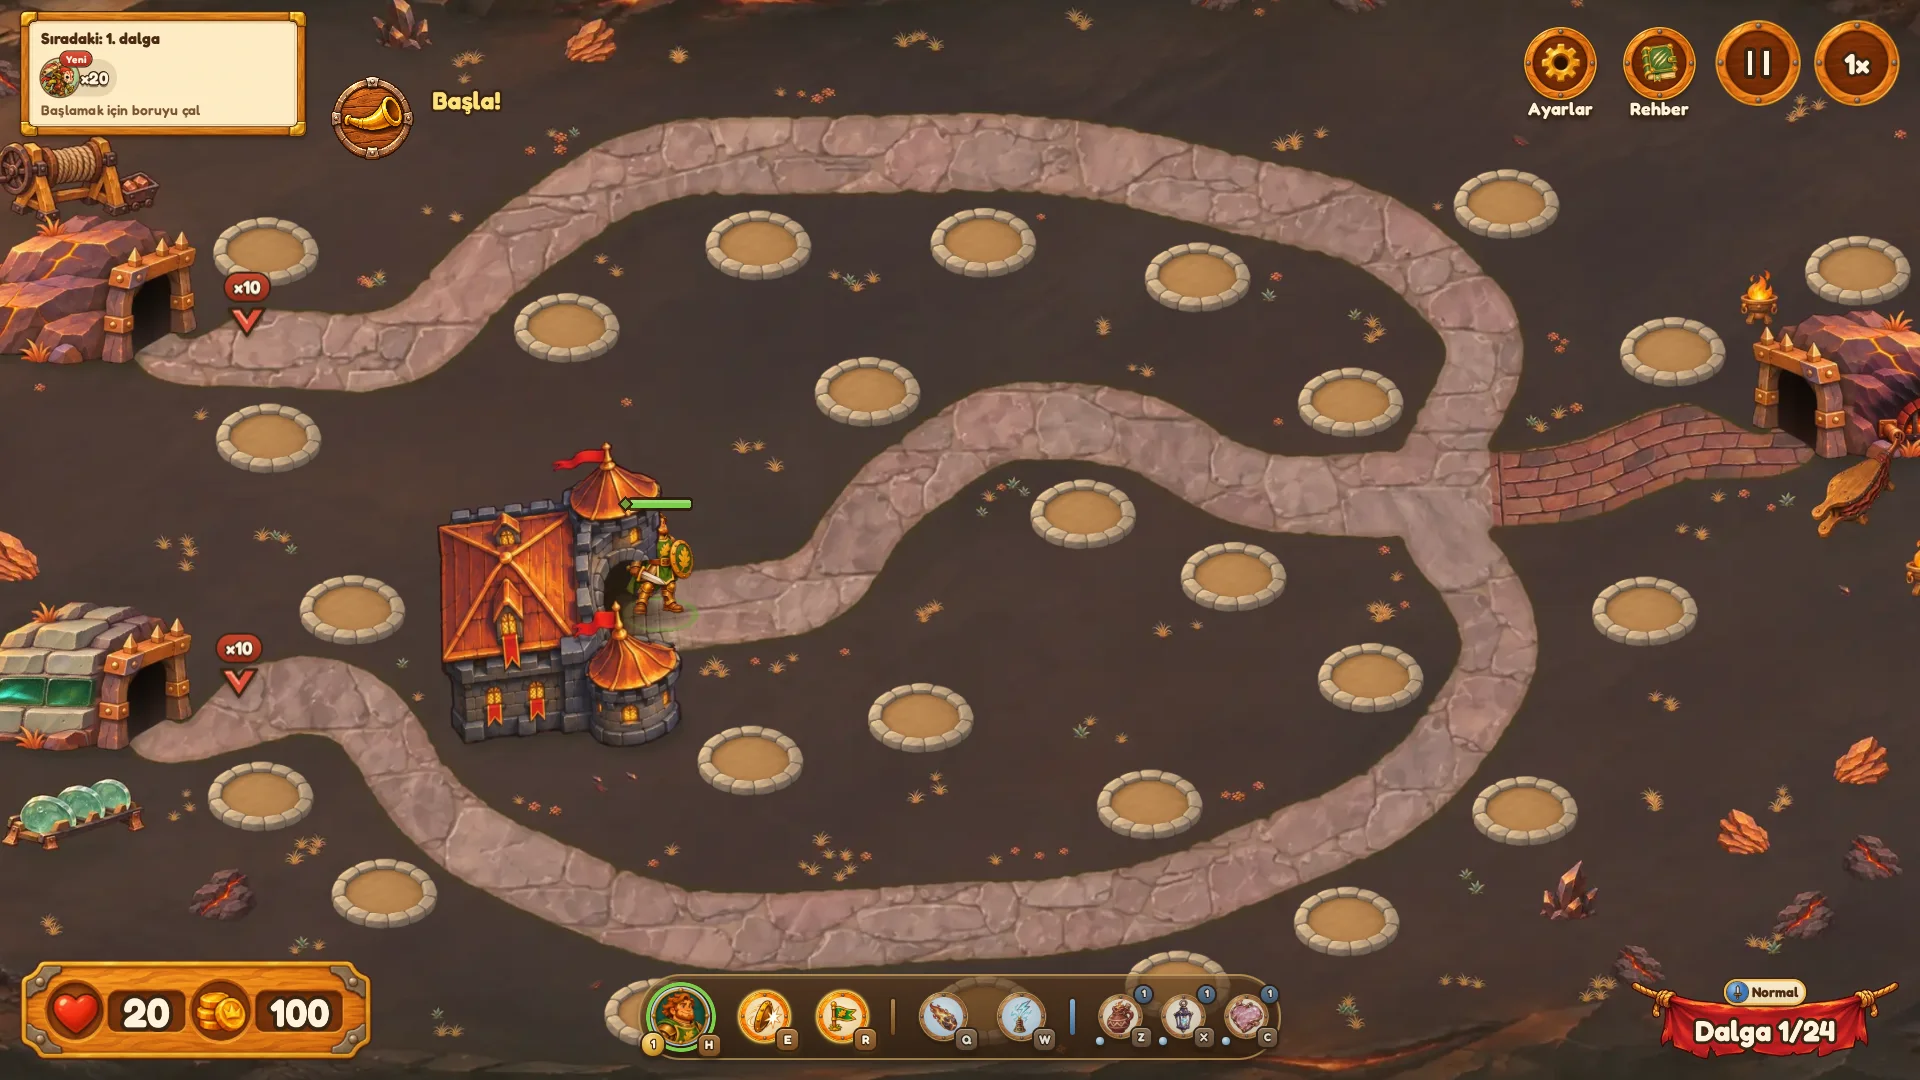 Sıradaki: 1. dalga
Yeni
x20
Başlamak için boruyu çal
Başla!
Ayarlar
Rehber
1x
x10
x10
20
100
1
H
E
R
Q
W
1
Z
1
X
1
C
Normal
Dalga 1/24